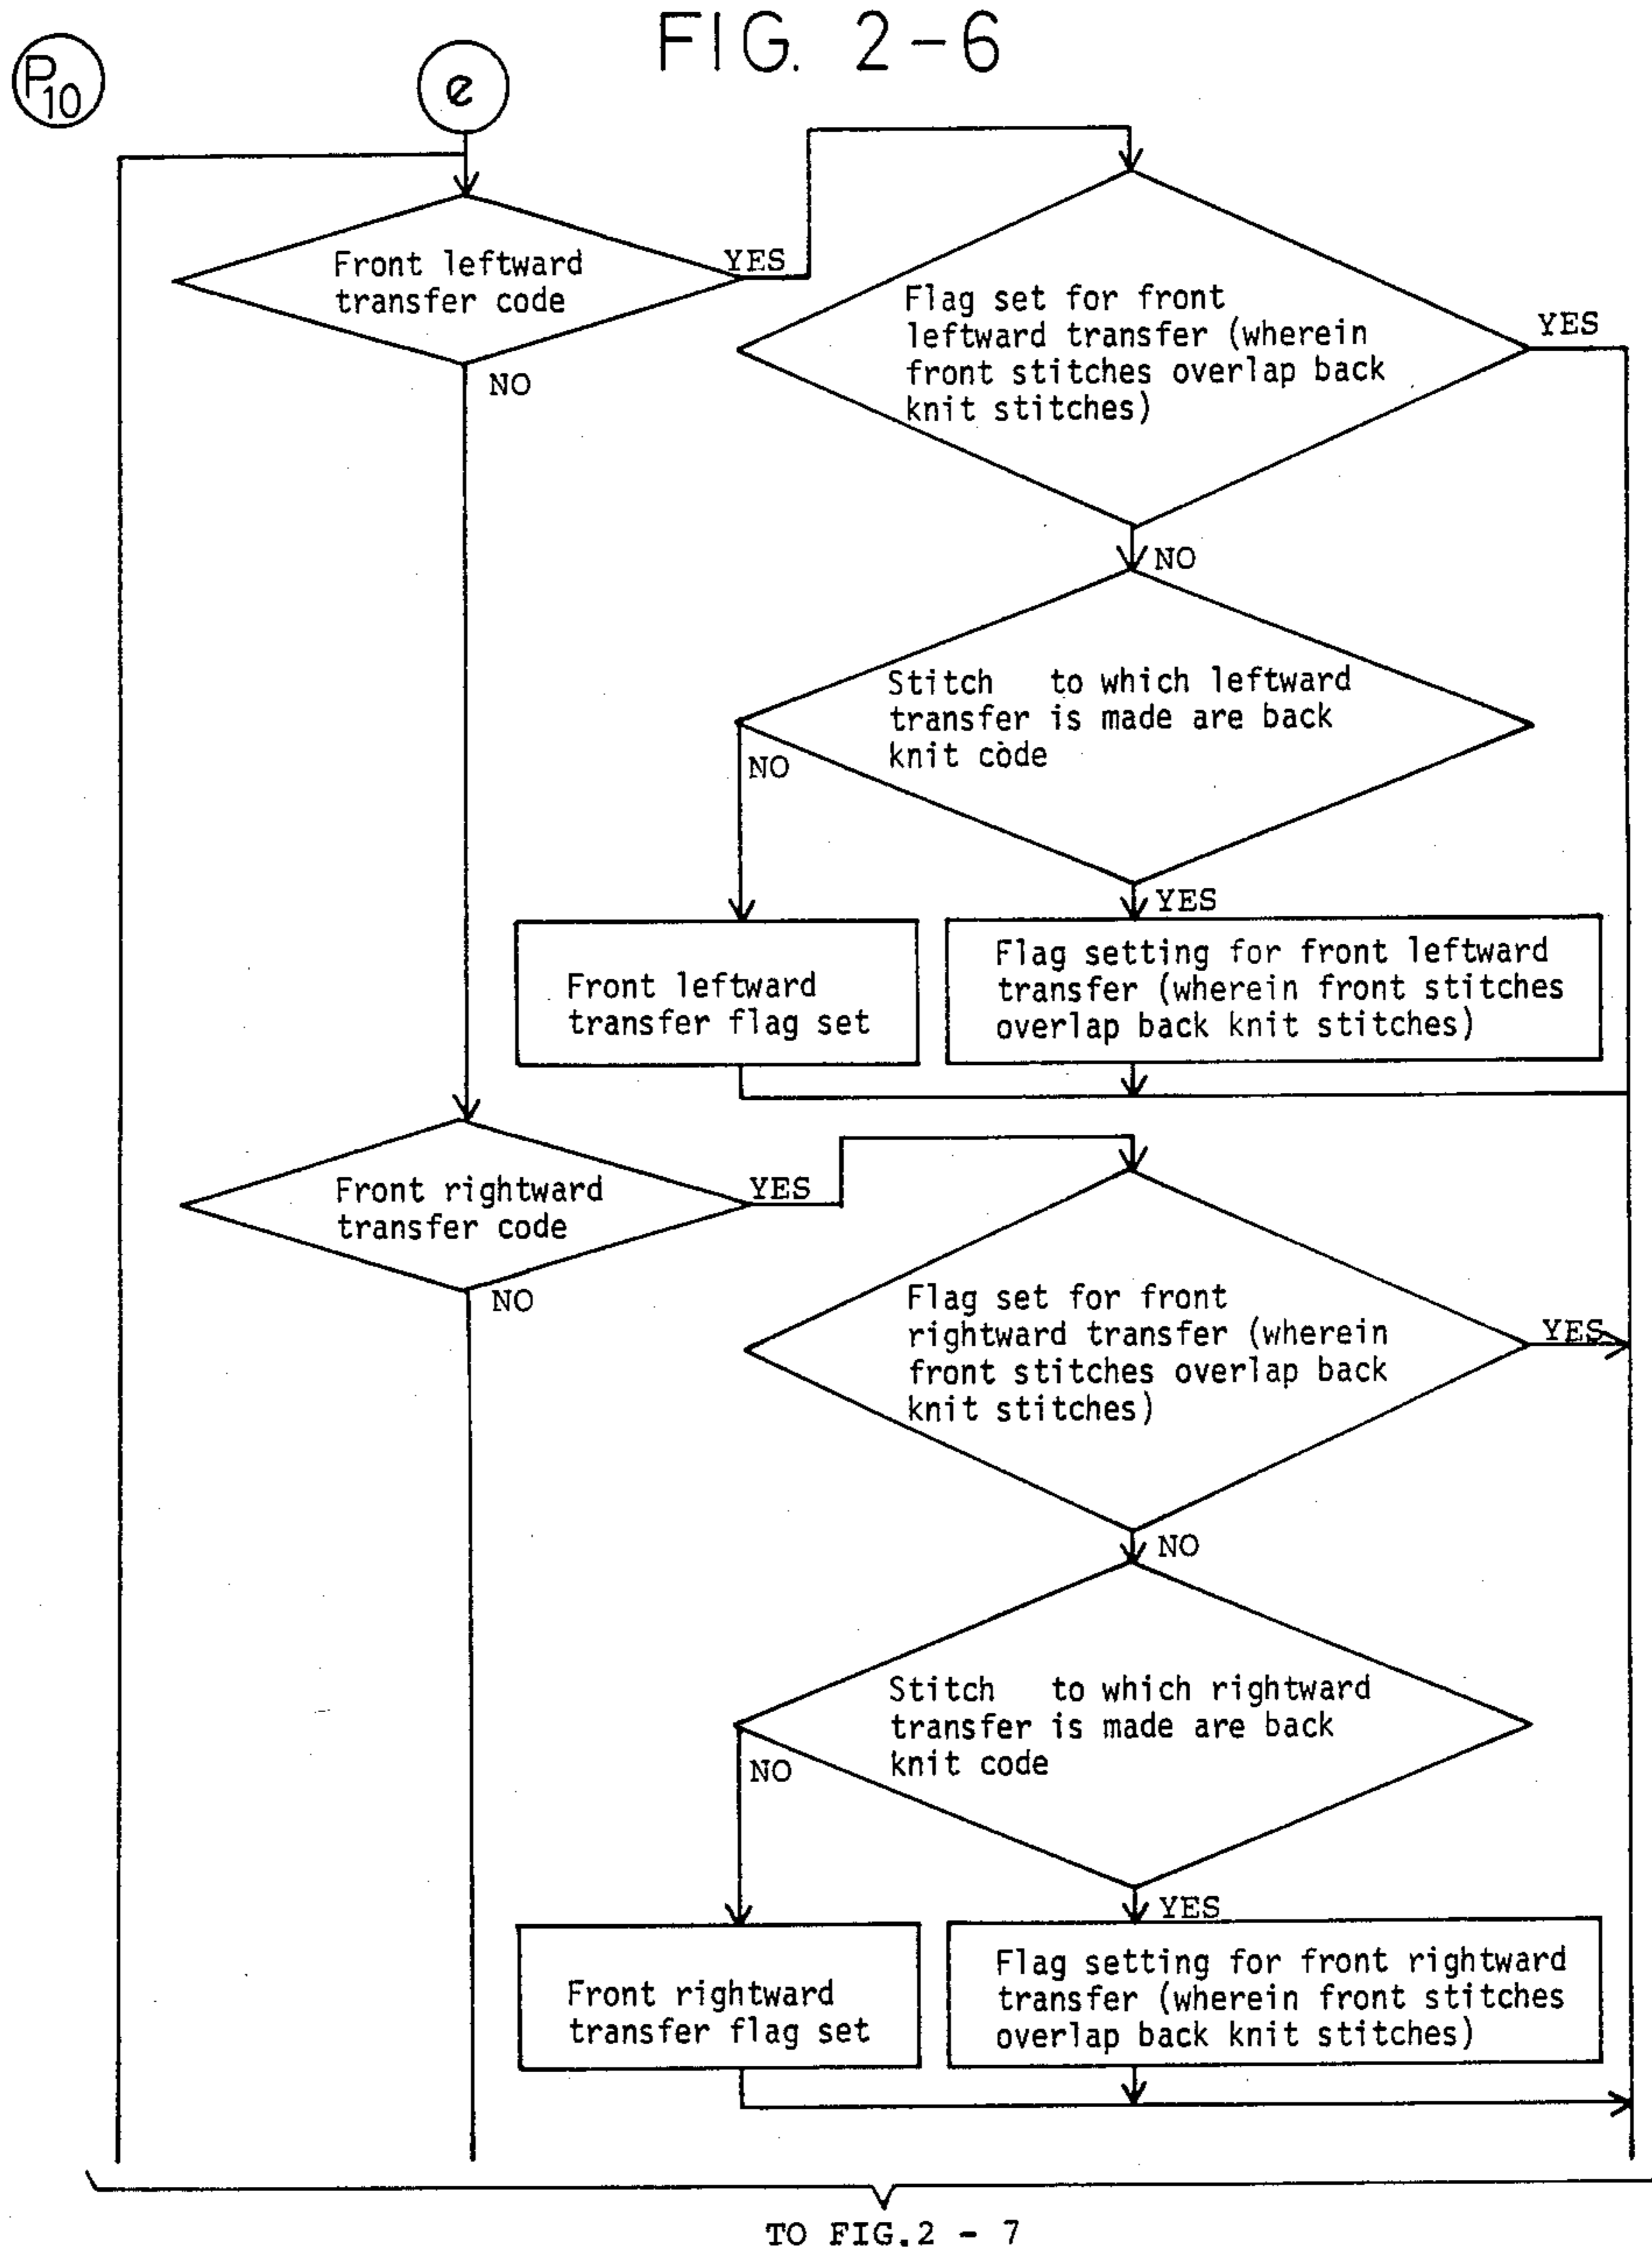 FIG. 2-6
P10
e
Front leftward
transfer code
YES
NO
Flag set for front
leftward transfer (wherein
front stitches overlap back
knit stitches)
YES
NO
Stitch to which leftward
transfer is made are back
knit code
NO
YES
Front leftward
transfer flag set
Flag setting for front leftward
transfer (wherein front stitches
overlap back knit stitches)
Front rightward
transfer code
YES
NO
Flag set for front
rightward transfer (wherein
front stitches overlap back
knit stitches)
YES
NO
Stitch to which rightward
transfer is made are back
knit code
NO
YES
Front rightward
transfer flag set
Flag setting for front rightward
transfer (wherein front stitches
overlap back knit stitches)
TO FIG.2 - 7